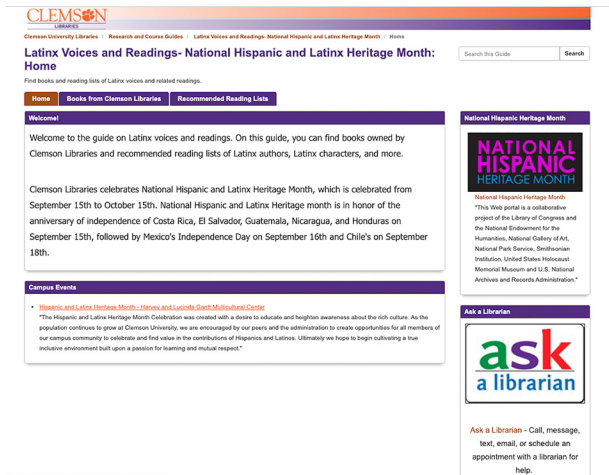 CLEMSON
LIBRARIES
Clemson University Libraries / Research and Course Guides / Latinx Voices and Readings- National Hispanic and Latinx Heritage Month / Home
Latinx Voices and Readings- National Hispanic and Latinx Heritage Month:
Home
Search this Guide
Search
Find books and reading lists of Latinx voices and related readings.
Home
Books from Clemson Libraries
Recommended Reading Lists
Welcome!
Welcome to the guide on Latinx voices and readings. On this guide, you can find books owned by
Clemson Libraries and recommended reading lists of Latinx authors, Latinx characters, and more.
Clemson Libraries celebrates National Hispanic and Latinx Heritage Month, which is celebrated from
September 15th to October 15th. National Hispanic and Latinx Heritage month is in honor of the
anniversary of independence of Costa Rica, El Salvador, Guatemala, Nicaragua, and Honduras on
September 15th, followed by Mexico's Independence Day on September 16th and Chile's on September
18th.
Campus Events
Hispanic and Latinx Heritage Month - Harvey and Lucinda Gantt Multicultural Center
"The Hispanic and Latinx Heritage Month Celebration was created with a desire to educate and heighten awareness about the rich culture. As the
population continues to grow at Clemson University, we are encouraged by our peers and the administration to create opportunities for all members of
our campus community to celebrate and find value in the contributions of Hispanics and Latinos. Ultimately we hope to begin cultivating a true
inclusive environment built upon a passion for learning and mutual respect."
National Hispanic Heritage Month
NATIONAL
HISPANIC
HERITAGE MONTH
National Hispanic Heritage Month
"This Web portal is a collaborative
project of the Library of Congress and
the National Endowment for the
Humanities, National Gallery of Art,
National Park Service, Smithsonian
Institution, United States Holocaust
Memorial Museum and U.S. National
Archives and Records Administration."
Ask a Librarian
ask
a librarian
Ask a Librarian - Call, message,
text, email, or schedule an
appointment with a librarian for
help.